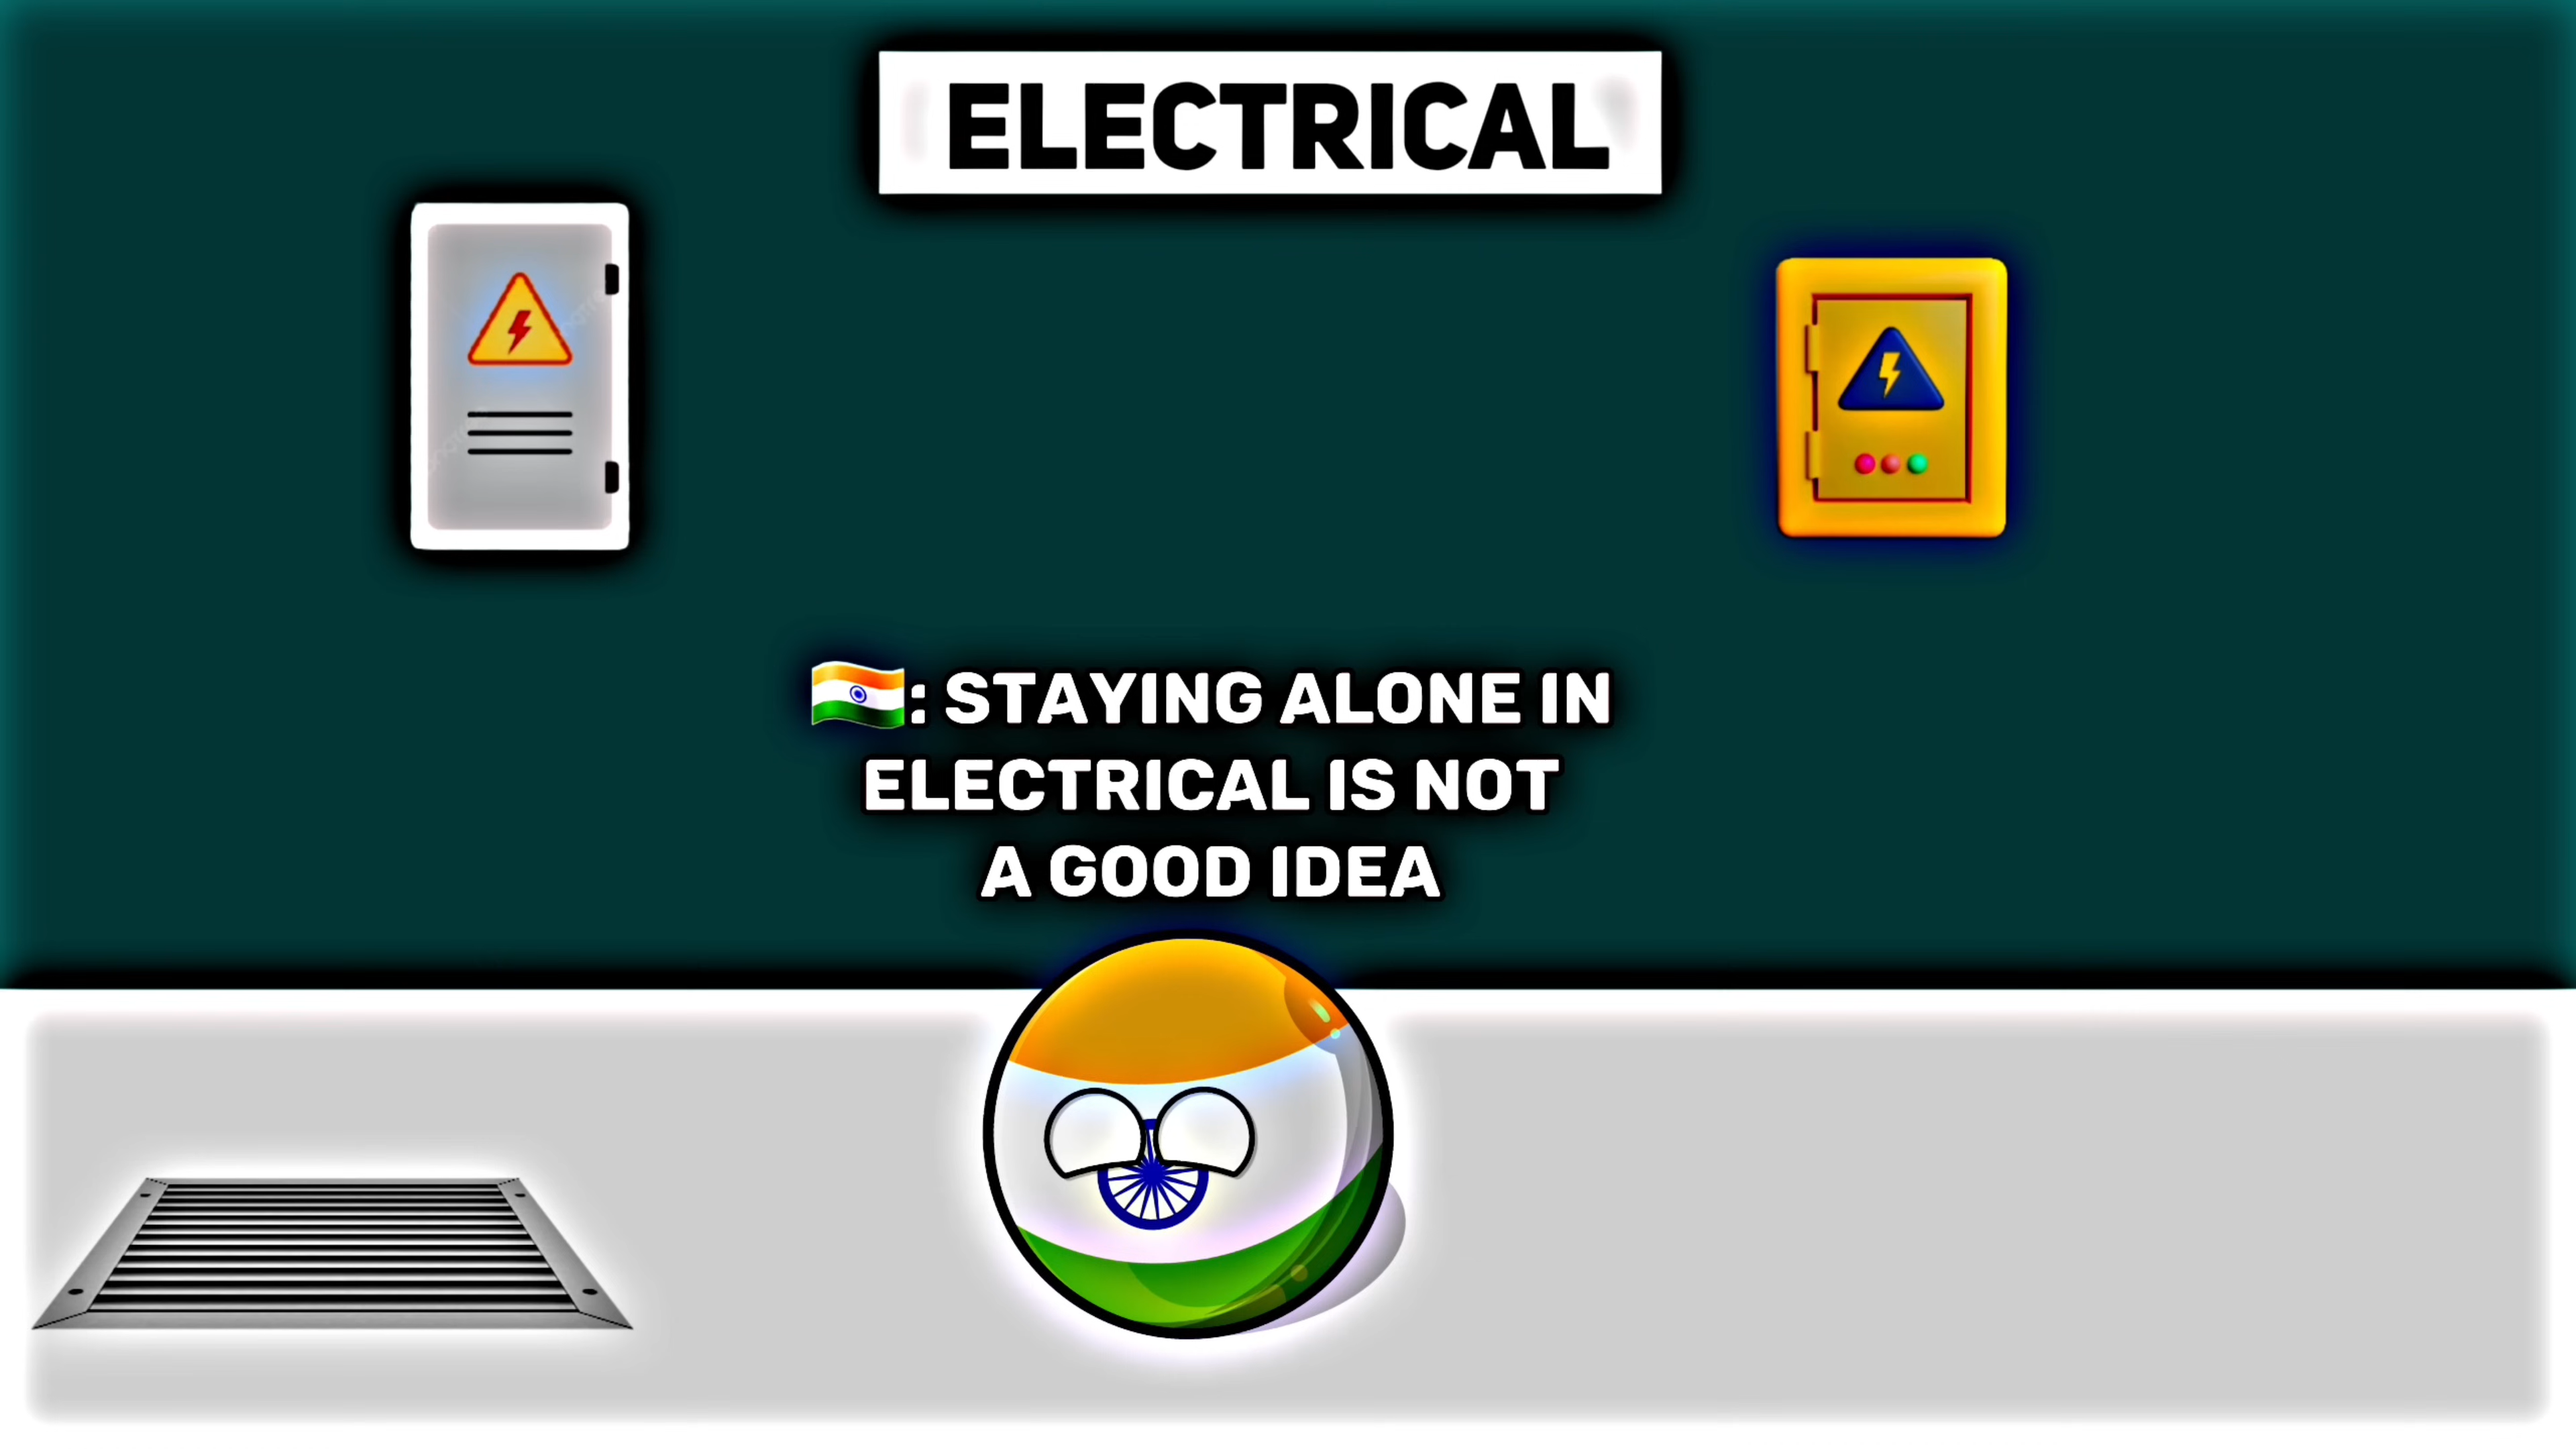 ELECTRICAL
🇮🇳: STAYING ALONE IN
ELECTRICAL IS NOT
A GOOD IDEA